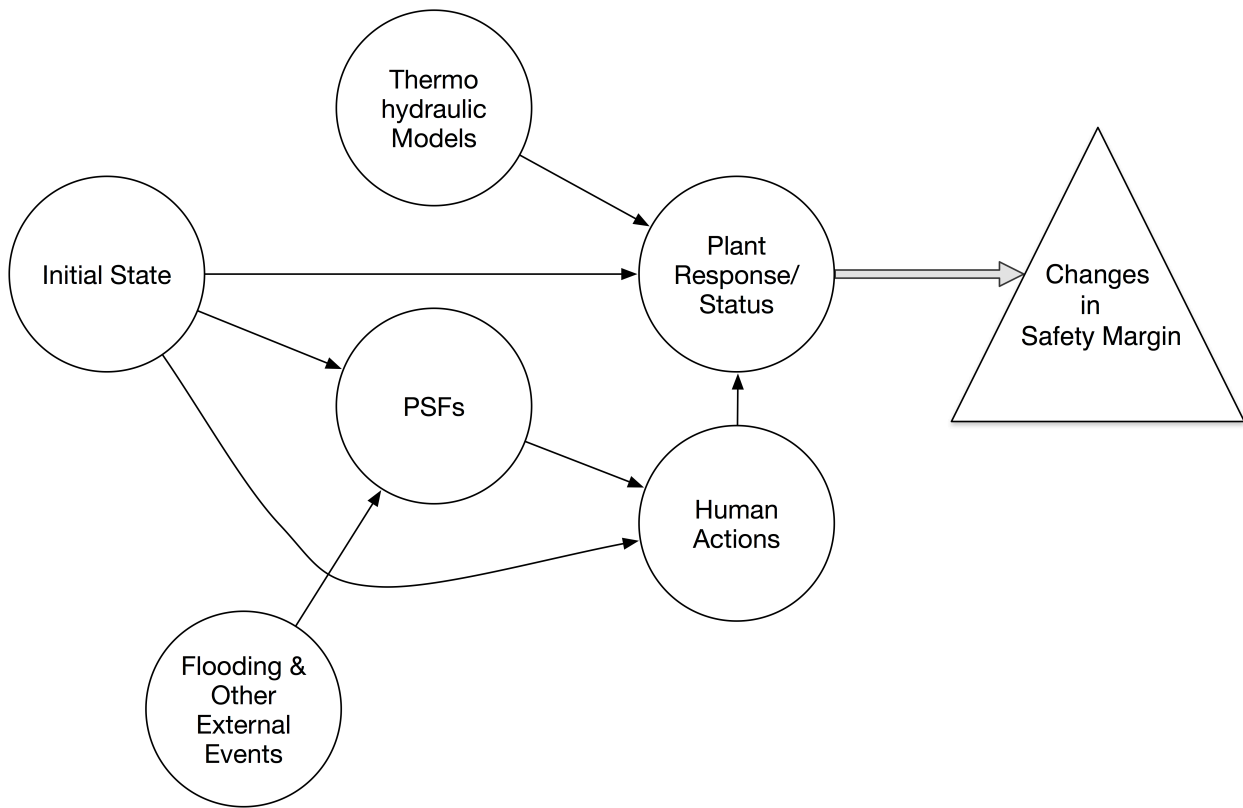 Thermo
hydraulic
Models
Initial State
Plant
Response/
Status
Changes
in
Safety Margin
PSFs
Human
Actions
Flooding &
Other
External
Events